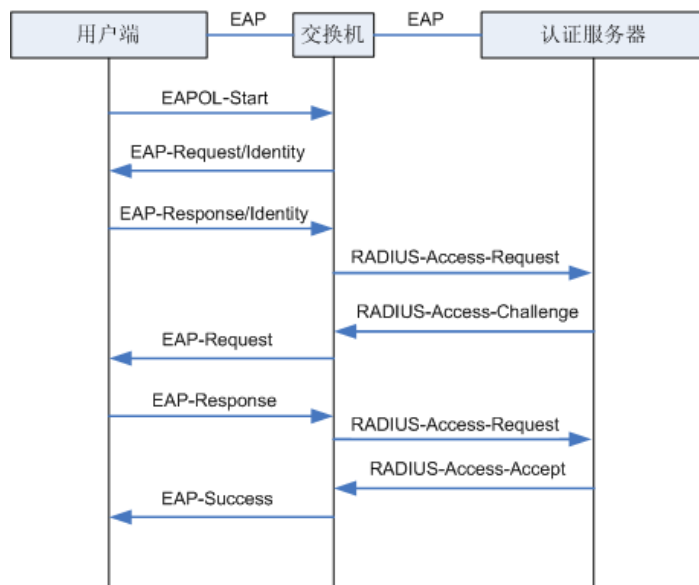 EAP
EAP
用户端
交换机
认证服务器
EAPOL-Start
EAP-Request/Identity
EAP-Response/Identity
RADIUS-Access-Request
RADIUS-Access-Challenge
EAP-Request
EAP-Response
RADIUS-Access-Request
RADIUS-Access-Accept
EAP-Success